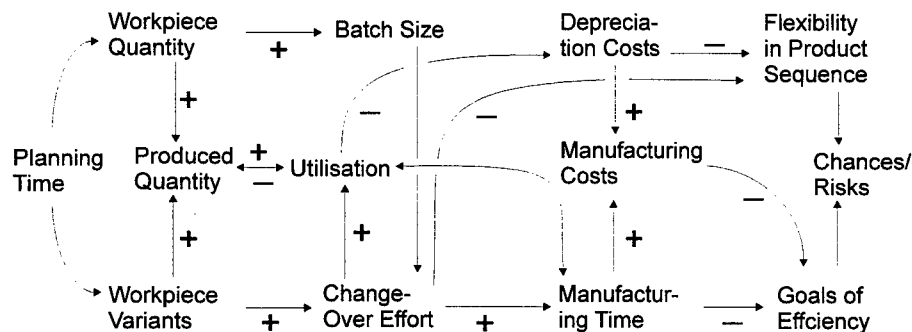 Workpiece
Quantity
+
Batch Size
Deprecia-
tion Costs
−
Flexibility
in Product
Sequence
+
−
−
+
Planning
Time
Produced
Quantity
+
−
Utilisation
Manufacturing
Costs
Chances/
Risks
−
+
+
+
Workpiece
Variants
+
Change-
Over Effort
+
Manufactur-
ing Time
−
Goals of
Effciency